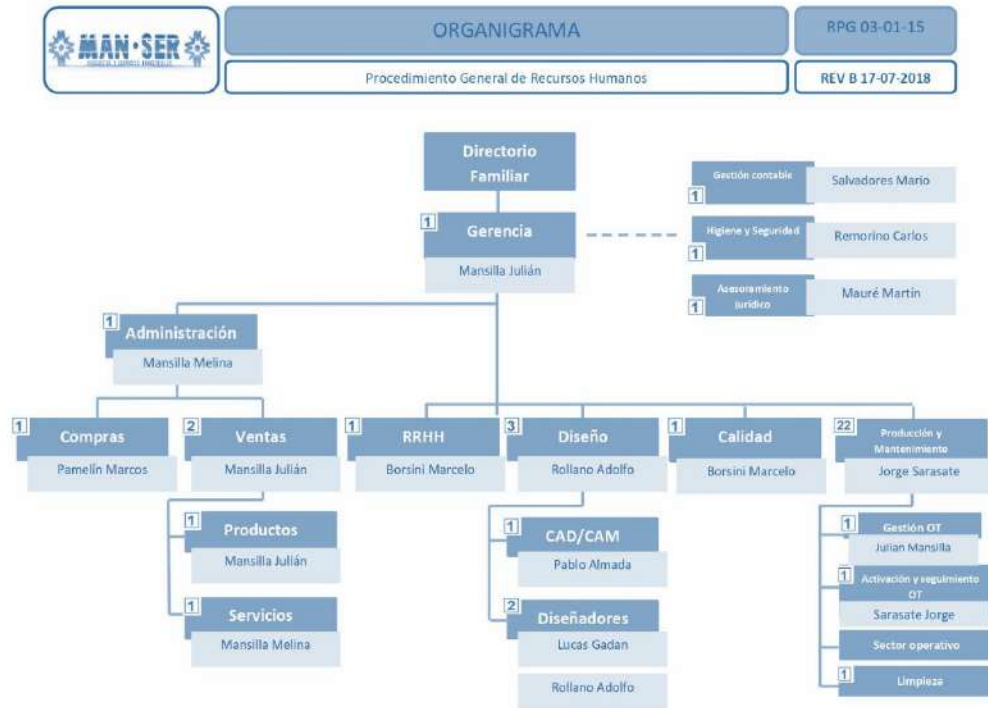 MAN·SER
ORGANIGRAMA
RPG 03-01-15
Procedimiento General de Recursos Humanos
REV B 17-07-2018
Directorio
Familiar
1
Gerencia
Mansilla Julián
Gestión contable
1
Salvadores Mario
Higiene y Seguridad
1
Remorino Carlos
Asesoramiento
jurídico
1
Mauré Martín
1
Administración
Mansilla Melina
1
Compras
Pamelín Marcos
2
Ventas
Mansilla Julián
1
RRHH
Borsini Marcelo
3
Diseño
Rollano Adolfo
1
Calidad
Borsini Marcelo
22
Producción y
Mantenimiento
Jorge Sarasate
1
Productos
Mansilla Julián
1
Servicios
Mansilla Melina
1
CAD/CAM
Pablo Almada
2
Diseñadores
Lucas Gadan
Rollano Adolfo
1
Gestión OT
Julian Mansilla
1
Activación y seguimiento
OT
Sarasate Jorge
Sector operativo
1
Limpieza